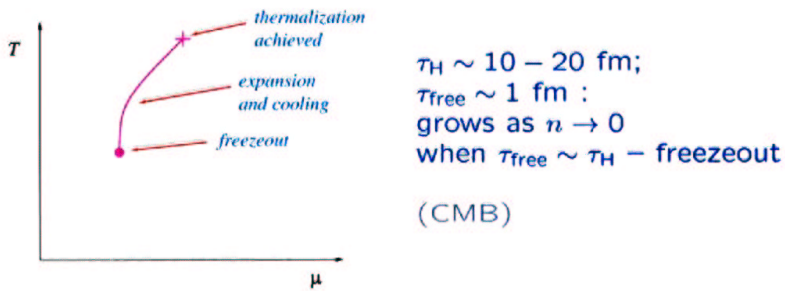 T
thermalization
achieved
expansion
and cooling
freezeout
μ
τH ∼ 10 − 20 fm;
τfree ∼ 1 fm :
grows as n → 0
when τfree ∼ τH − freezeout
(CMB)